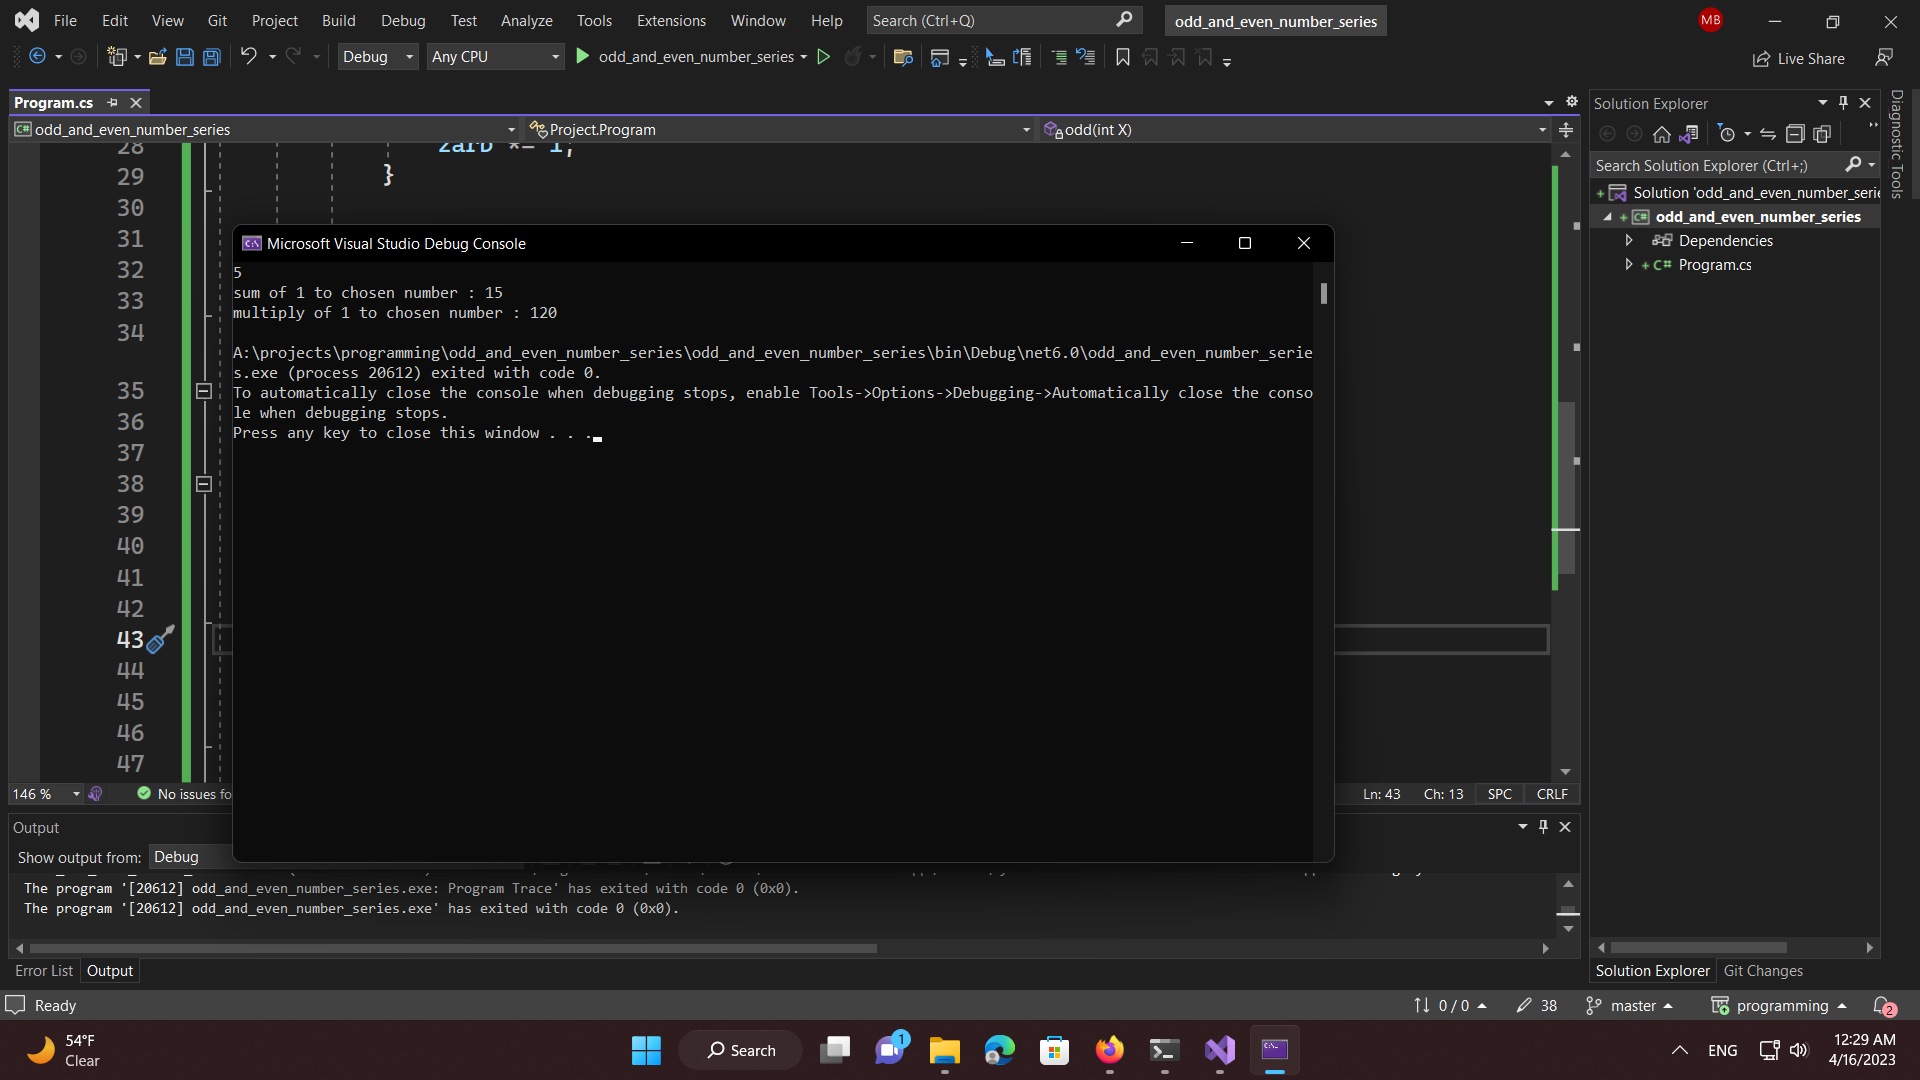 File Edit View Git Project Build Debug Test Analyze Tools Extensions Window Help Search (Ctrl+Q) odd_and_even_number_series MB
Debug Any CPU odd_and_even_number_series Live Share
Program.cs
odd_and_even_number_series Project.Program odd(int X)
28 zarb *= i;
29 }
30
31
32
33
34
35
36
37
38
39
40
41
42
43
44
45
46
47
Microsoft Visual Studio Debug Console
5
sum of 1 to chosen number : 15
multiply of 1 to chosen number : 120
A:\projects\programming\odd_and_even_number_series\odd_and_even_number_series\bin\Debug\net6.0\odd_and_even_number_serie
s.exe (process 20612) exited with code 0.
To automatically close the console when debugging stops, enable Tools->Options->Debugging->Automatically close the conso
le when debugging stops.
Press any key to close this window . . .
146 % No issues fo Ln: 43 Ch: 13 SPC CRLF
Output
Show output from: Debug
The program '[20612] odd_and_even_number_series.exe: Program Trace' has exited with code 0 (0x0).
The program '[20612] odd_and_even_number_series.exe' has exited with code 0 (0x0).
Error List Output
Solution Explorer
Search Solution Explorer (Ctrl+;)
Solution 'odd_and_even_number_serie
C# odd_and_even_number_series
Dependencies
C# Program.cs
Solution Explorer Git Changes
Diagnostic Tools
Ready 0 / 0 38 master programming 2
54°F
Clear
Search
1
ENG
12:29 AM
4/16/2023